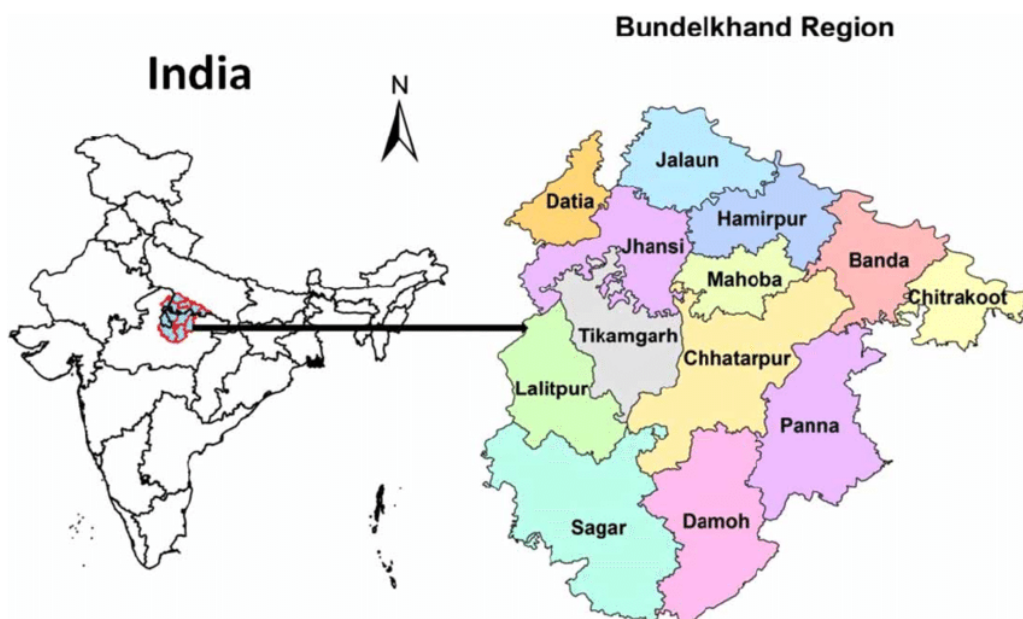 Bundelkhand Region
India
N
Jalaun
Datia
Hamirpur
Jhansi
Banda
Mahoba
Chitrakoot
Tikamgarh
Chhatarpur
Lalitpur
Panna
Sagar
Damoh